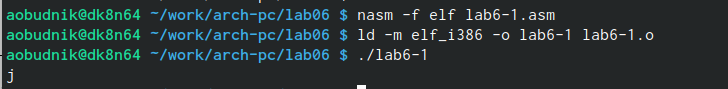 aobudnik@dk8n64 ~/work/arch-pc/lab06 $ nasm -f elf lab6-1.asm
aobudnik@dk8n64 ~/work/arch-pc/lab06 $ ld -m elf_i386 -o lab6-1 lab6-1.o
aobudnik@dk8n64 ~/work/arch-pc/lab06 $ ./lab6-1
j